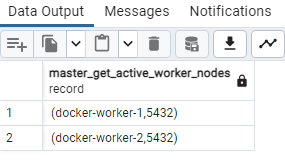 Data Output Messages Notifications
master_get_active_worker_nodes
record
1 (docker-worker-1,5432)
2 (docker-worker-2,5432)